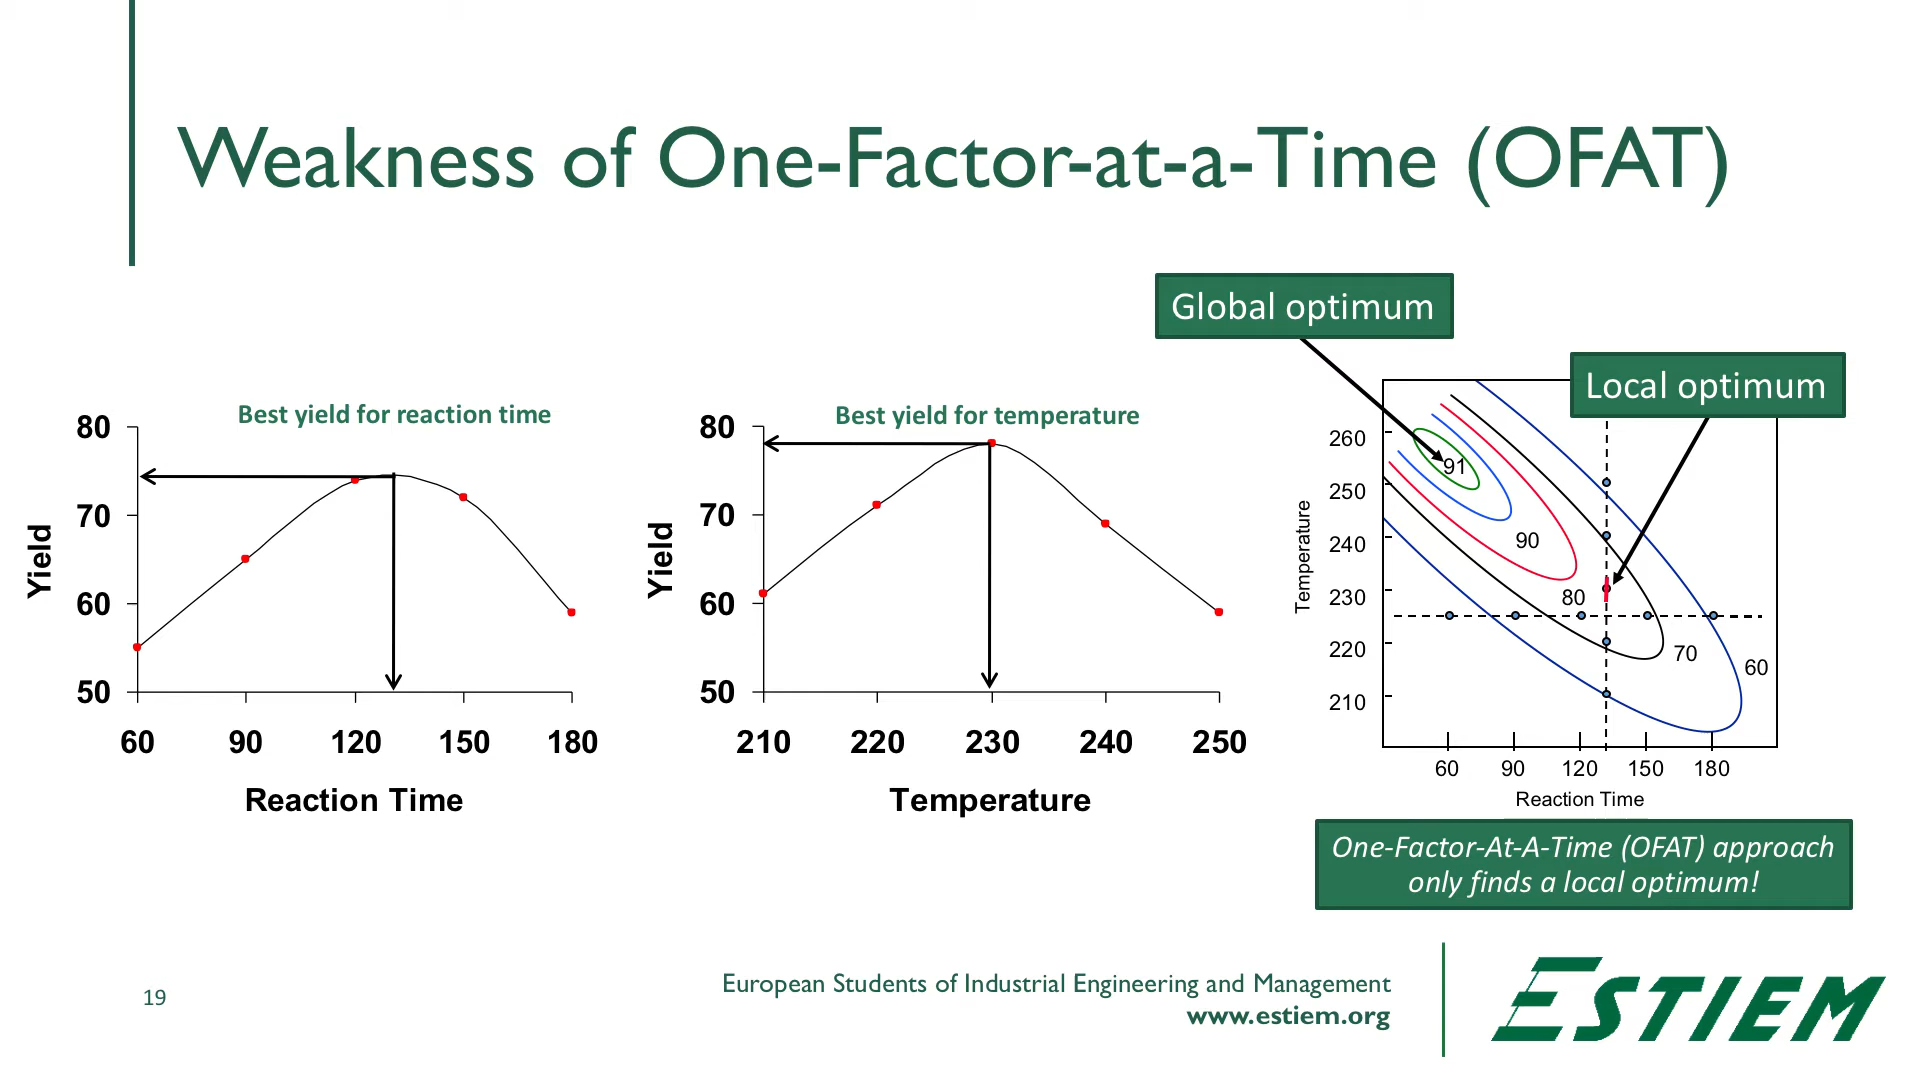 Weakness of One-Factor-at-a-Time (OFAT)
Best yield for reaction time
80
70
60
50
Yield
60 90 120 150 180
Reaction Time
Best yield for temperature
80
70
60
50
Yield
210 220 230 240 250
Temperature
Global optimum
Local optimum
260
250
240
230
220
210
Temperature
91
90
80
70
60
60 90 120 150 180
Reaction Time
One-Factor-At-A-Time (OFAT) approach
only finds a local optimum!
19
European Students of Industrial Engineering and Management
www.estiem.org
ESTIEM